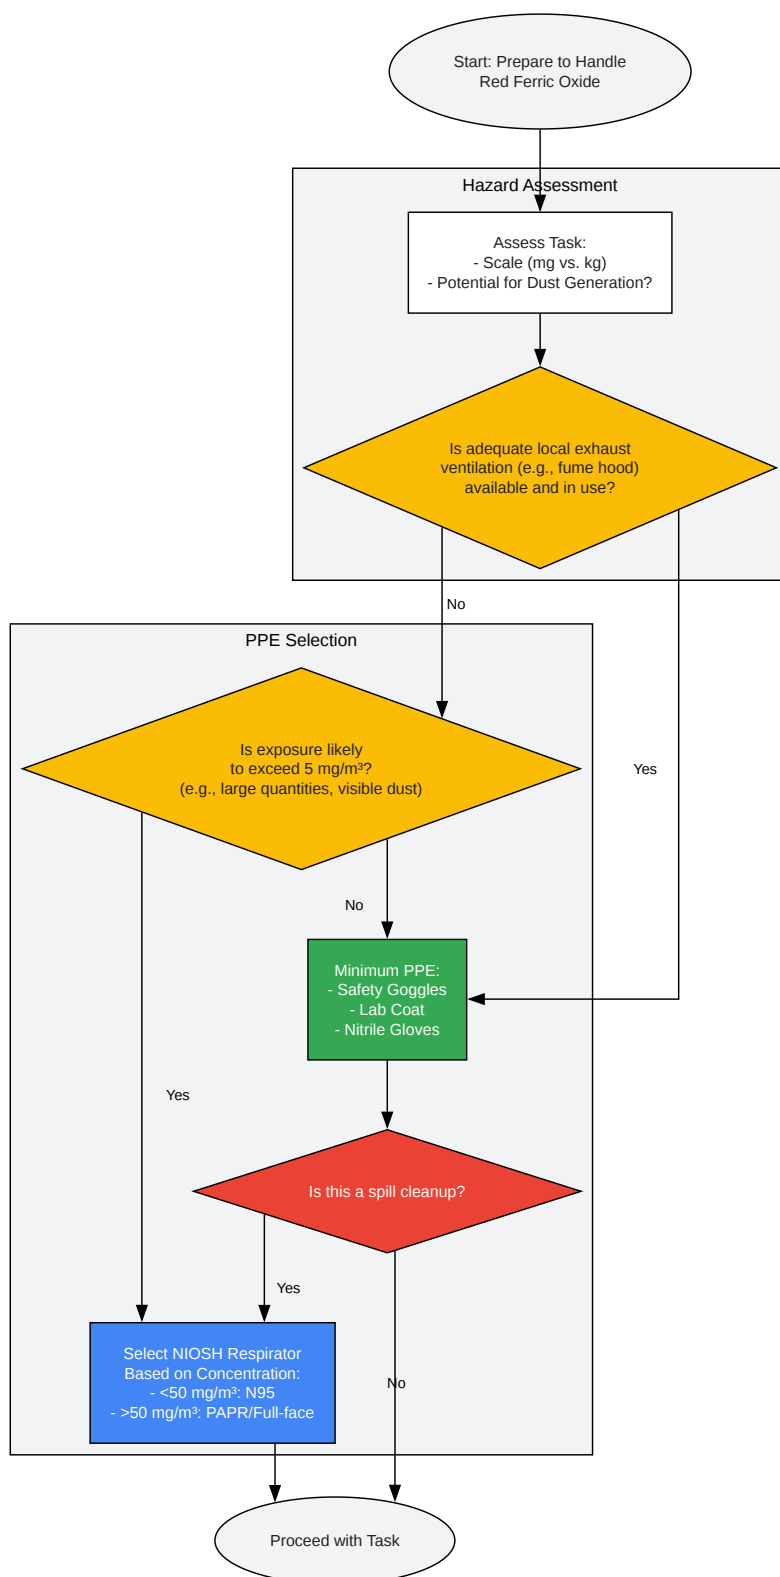 Start: Prepare to Handle
Red Ferric Oxide
Hazard Assessment
Assess Task:
- Scale (mg vs. kg)
- Potential for Dust Generation?
Is adequate local exhaust
ventilation (e.g., fume hood)
available and in use?
No
PPE Selection
Is exposure likely
to exceed 5 mg/m³?
(e.g., large quantities, visible dust)
Yes
No
Minimum PPE:
- Safety Goggles
- Lab Coat
- Nitrile Gloves
Yes
Is this a spill cleanup?
Yes
Select NIOSH Respirator
Based on Concentration:
- <50 mg/m³: N95
- >50 mg/m³: PAPR/Full-face
No
Proceed with Task